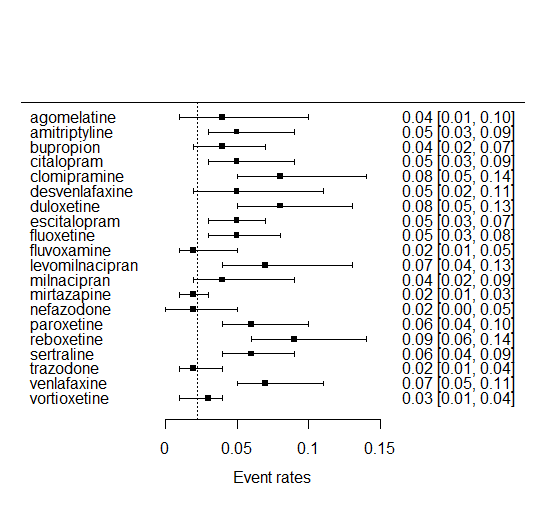 agomelatine 0.04 [0.01, 0.10]
amitriptyline 0.05 [0.03, 0.09]
bupropion 0.04 [0.02, 0.07]
citalopram 0.05 [0.03, 0.09]
clomipramine 0.08 [0.05, 0.14]
desvenlafaxine 0.05 [0.02, 0.11]
duloxetine 0.08 [0.05, 0.13]
escitalopram 0.05 [0.03, 0.07]
fluoxetine 0.05 [0.03, 0.08]
fluvoxamine 0.02 [0.01, 0.05]
levomilnacipran 0.07 [0.04, 0.13]
milnacipran 0.04 [0.02, 0.09]
mirtazapine 0.02 [0.01, 0.03]
nefazodone 0.02 [0.00, 0.05]
paroxetine 0.06 [0.04, 0.10]
reboxetine 0.09 [0.06, 0.14]
sertraline 0.06 [0.04, 0.09]
trazodone 0.02 [0.01, 0.04]
venlafaxine 0.07 [0.05, 0.11]
vortioxetine 0.03 [0.01, 0.04]
0 0.05 0.1 0.15
Event rates